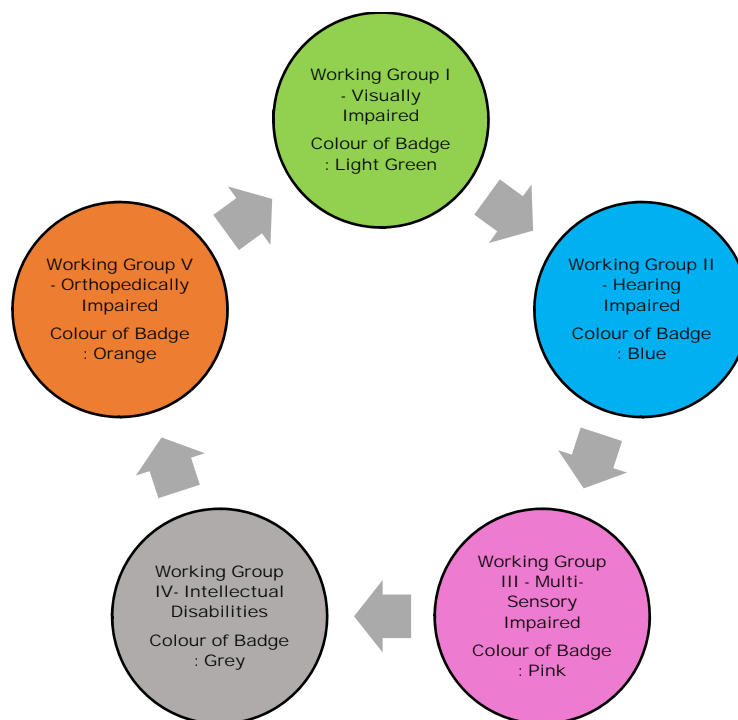 Working Group I
- Visually
Impaired
Colour of Badge
: Light Green
Working Group II
- Hearing
Impaired
Colour of Badge
: Blue
Working Group
III - Multi-
Sensory
Impaired
Colour of Badge
: Pink
Working Group
IV- Intellectual
Disabilities
Colour of Badge
: Grey
Working Group V
- Orthopedically
Impaired
Colour of Badge
: Orange